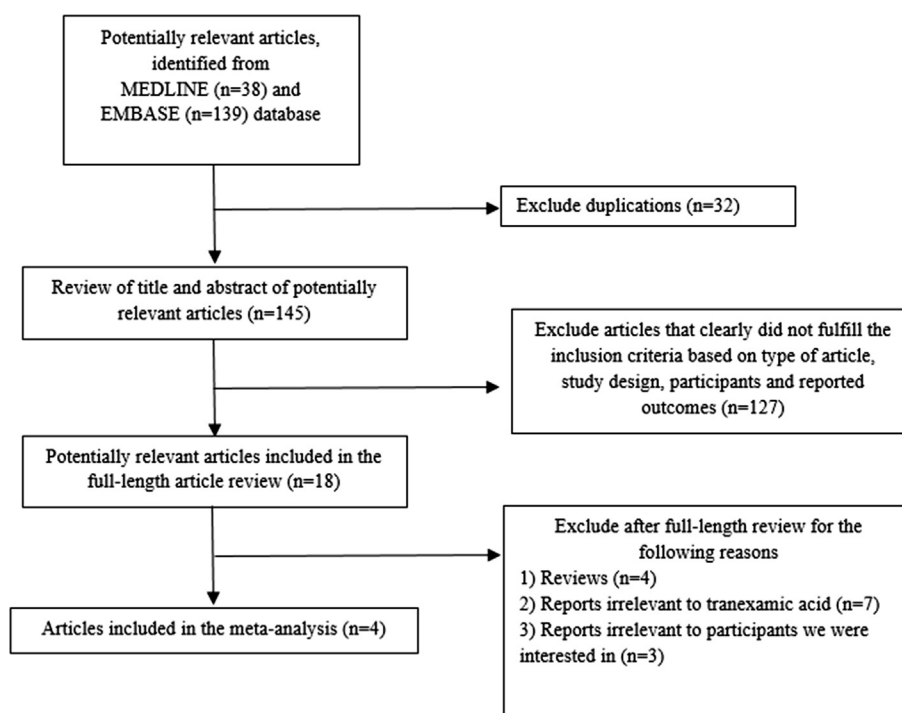 Potentially relevant articles,
identified from
MEDLINE (n=38) and
EMBASE (n=139) database
Exclude duplications (n=32)
Review of title and abstract of potentially
relevant articles (n=145)
Exclude articles that clearly did not fulfill the
inclusion criteria based on type of article,
study design, participants and reported
outcomes (n=127)
Potentially relevant articles included in the
full-length article review (n=18)
Exclude after full-length review for the
following reasons
1) Reviews (n=4)
2) Reports irrelevant to tranexamic acid (n=7)
3) Reports irrelevant to participants we were
interested in (n=3)
Articles included in the meta-analysis (n=4)